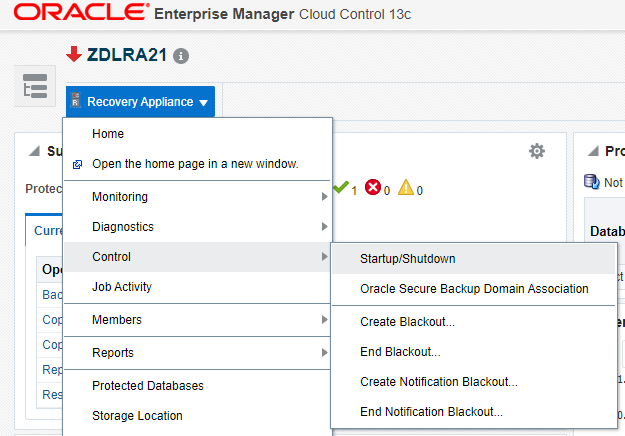 ORACLE® Enterprise Manager Cloud Control 13c
ZDLRA21
Recovery Appliance
Home
Open the home page in a new window.
Monitoring
Diagnostics
Control
Job Activity
Members
Reports
Protected Databases
Storage Location
Startup/Shutdown
Oracle Secure Backup Domain Association
Create Blackout...
End Blackout...
Create Notification Blackout...
End Notification Blackout...
Su
Protec
1 0 0
Curre
Ope
Bac
Cop
Cop
Rep
Res
Pro
Not
Datab